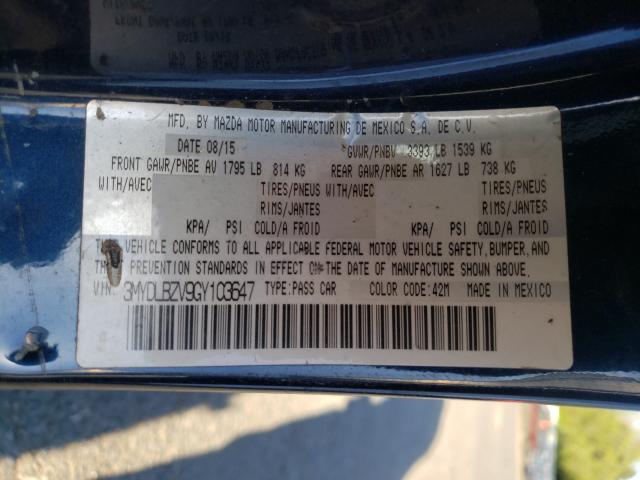 MFD. BY MAZDA MOTOR MANUFACTURING DE MEXICO S.A. DE C.V.
DATE 08/15 GVWR/PNBV 3393 LB 1539 KG
FRONT GAWR/PNBE AV 1795 LB 814 KG REAR GAWR/PNBE AR 1627 LB 738 KG
WITH/AVEC TIRES/PNEUS WITH/AVEC TIRES/PNEUS
RIMS/JANTES RIMS/JANTES
KPA/ PSI COLD/A FROID KPA/ PSI COLD/A FROID
VEHICLE CONFORMS TO ALL APPLICABLE FEDERAL MOTOR VEHICLE SAFETY, BUMPER, AND
PREVENTION STANDARDS IN EFFECT ON THE DATE OF MANUFACTURE SHOWN ABOVE.
VIN: 3MYDLBZV9GY103647 TYPE: PASS CAR COLOR CODE: 42M MADE IN MEXICO